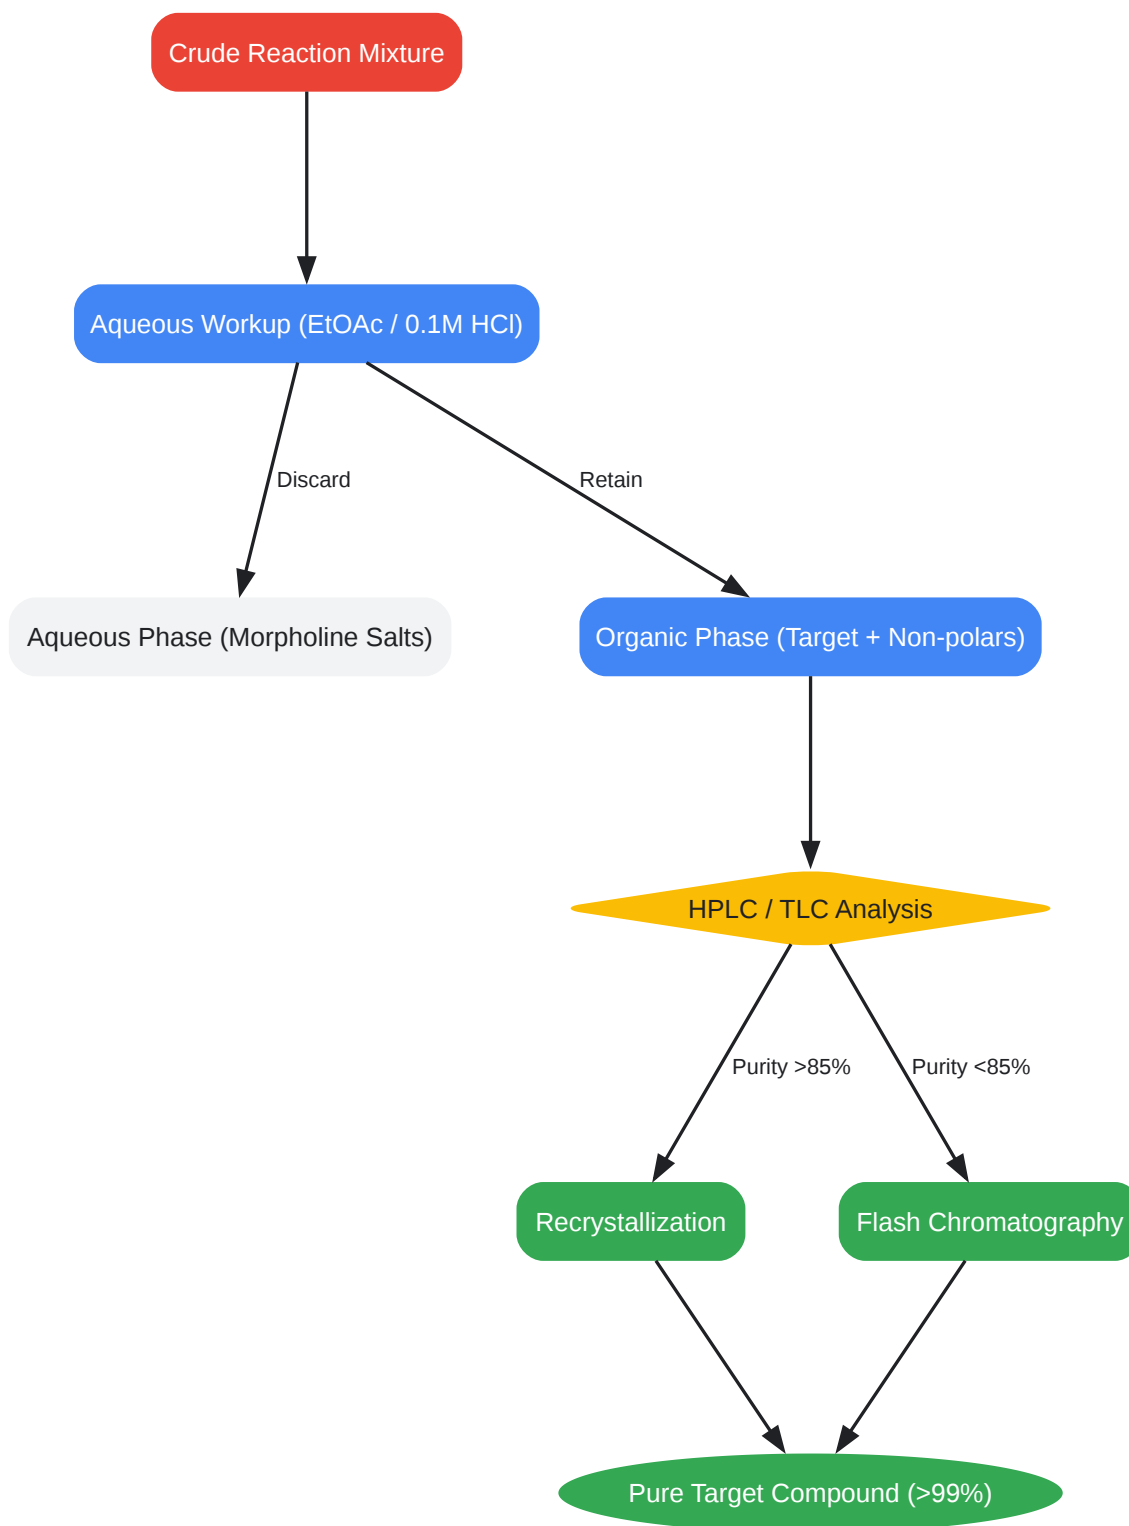 Crude Reaction Mixture
Aqueous Workup (EtOAc / 0.1M HCl)
Discard
Retain
Aqueous Phase (Morpholine Salts)
Organic Phase (Target + Non-polars)
HPLC / TLC Analysis
Purity >85%
Purity <85%
Recrystallization
Flash Chromatography
Pure Target Compound (>99%)